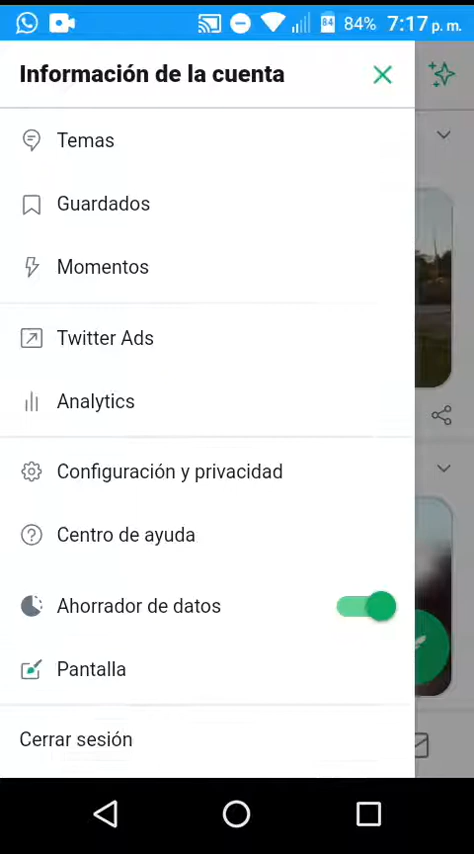 84
84%
7:17 p. m.
Información de la cuenta
Temas
Guardados
Momentos
Twitter Ads
Analytics
Configuración y privacidad
Centro de ayuda
Ahorrador de datos
Pantalla
Cerrar sesión